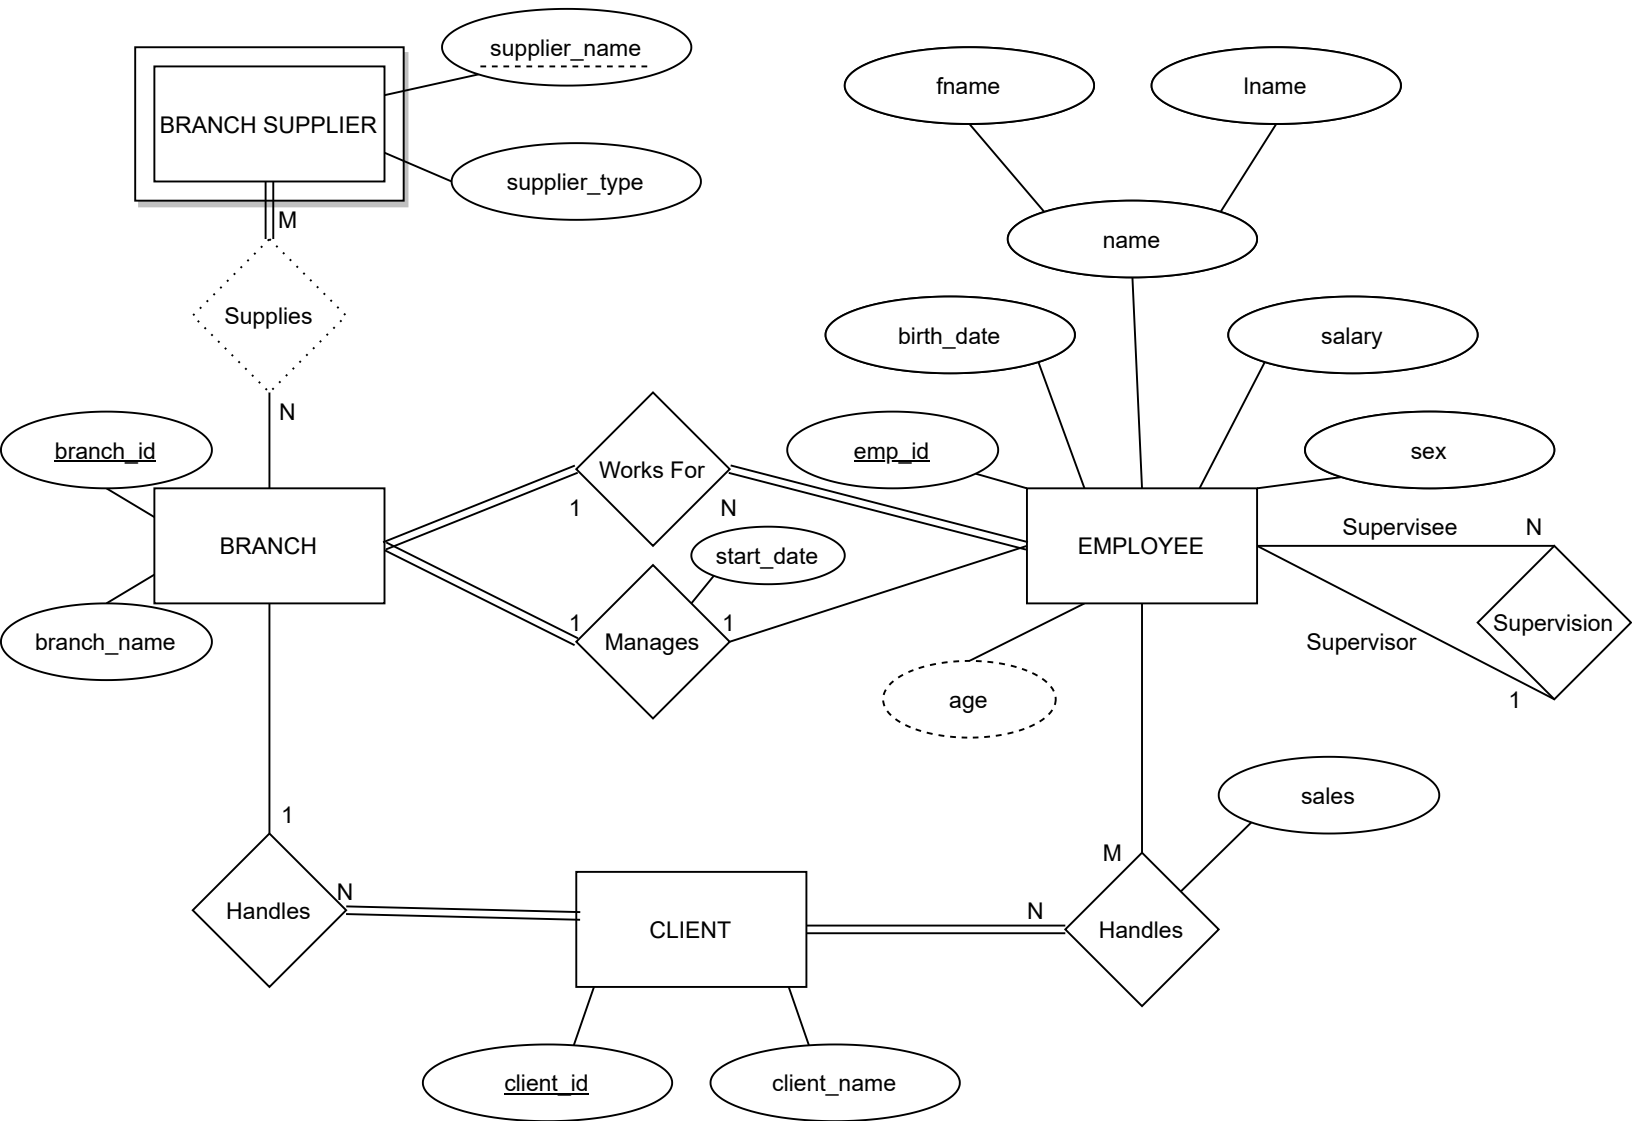 supplier_name
fname
lname
BRANCH SUPPLIER
supplier_type
M
name
Supplies
birth_date
salary
N
branch_id
Works For
emp_id
sex
1
N
Supervisee
N
BRANCH
start_date
EMPLOYEE
1
1
branch_name
Manages
Supervisor
Supervision
age
1
sales
1
M
N
Handles
N
CLIENT
Handles
client_id
client_name